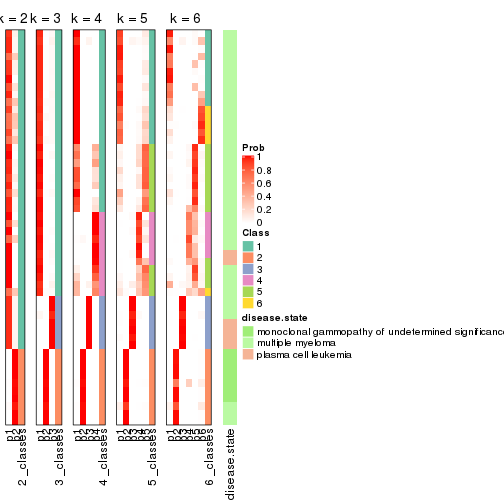 k = 2 k = 3 k = 4 k = 5 k = 6
Prob
1
0.8
0.6
0.4
0.2
0
Class
1
2
3
4
5
6
disease.state
monoclonal gammopathy of undetermined significance
multiple myeloma
plasma cell leukemia
p1 p2 2_classes
p1 p2 p3 3_classes
p1 p2 p3 p4 4_classes
p1 p2 p3 p4 p5 5_classes
p1 p2 p3 p4 p5 p6 6_classes
disease.state